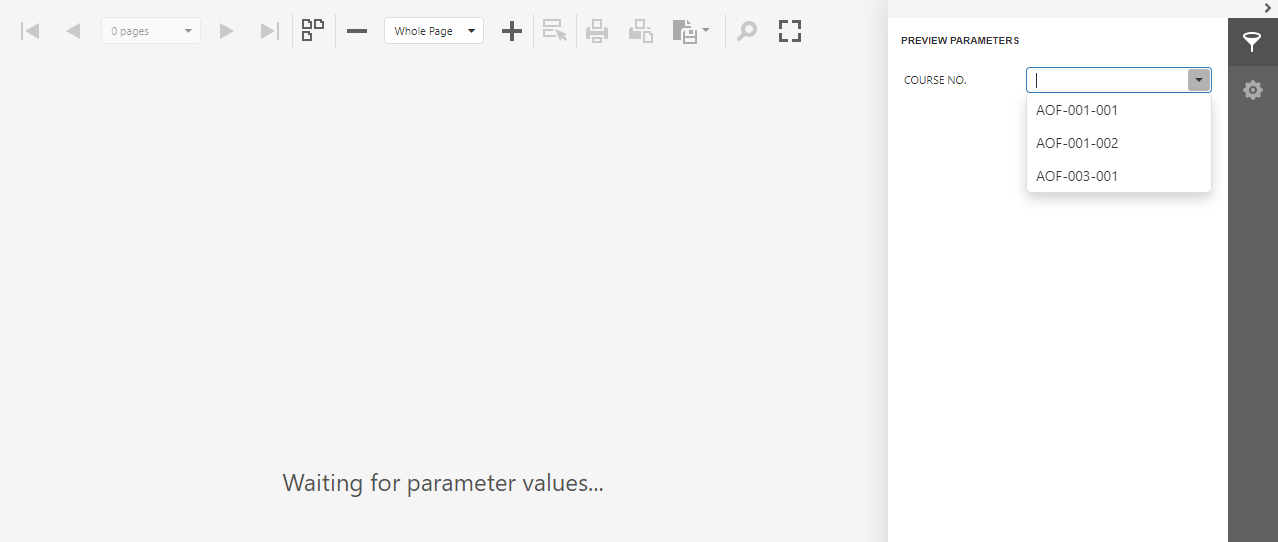 0 pages
Whole Page
PREVIEW PARAMETERS
COURSE NO.
AOF-001-001
AOF-001-002
AOF-003-001
Waiting for parameter values...